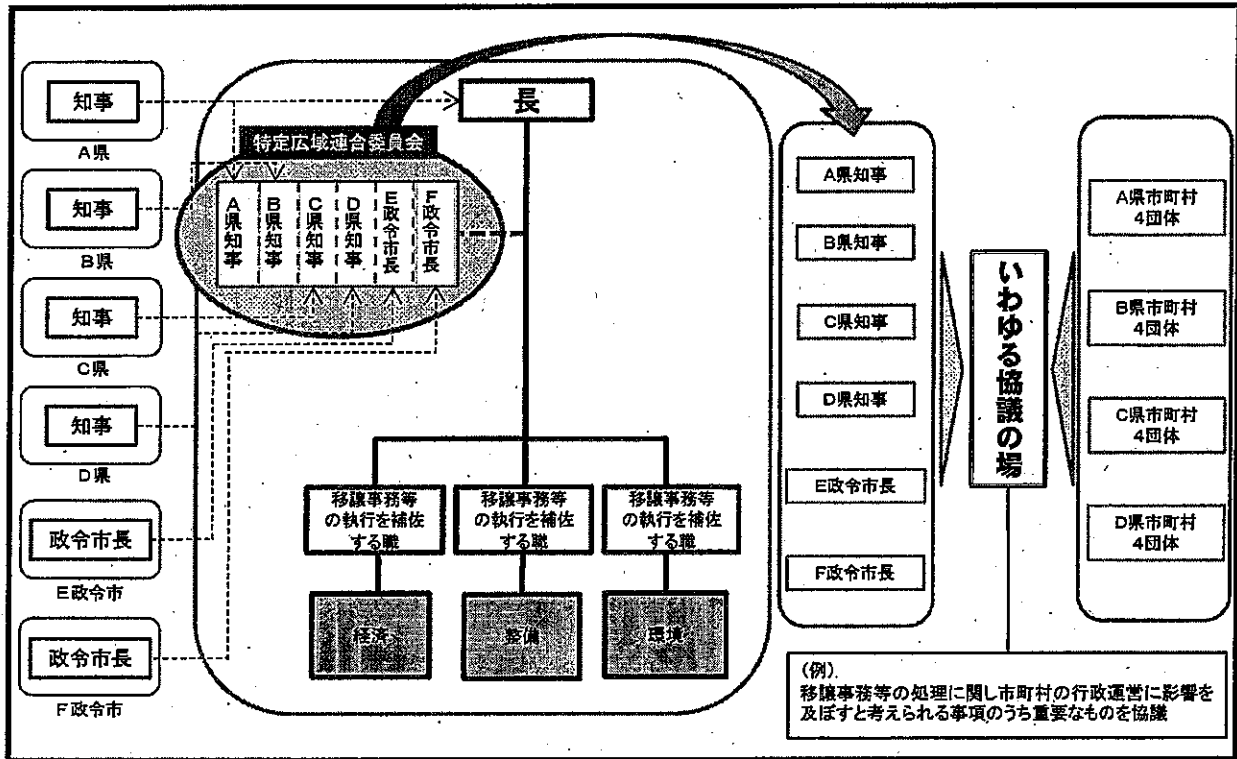 知事
A県
知事
B県
知事
C県
知事
D県
政令市長
E政令市
政令市長
F政令市
長
特定広域連合委員会
A県知事
B県知事
C県知事
D県知事
E政令市長
F政令市長
移譲事務等
の執行を補佐
する職
移譲事務等
の執行を補佐
する職
移譲事務等
の執行を補佐
する職
経済
整備
環境
A県知事
B県知事
C県知事
D県知事
E政令市長
F政令市長
いわゆる協議の場
A県市町村
4団体
B県市町村
4団体
C県市町村
4団体
D県市町村
4団体
(例)
移譲事務等の処理に関し市町村の行政運営に影響を
及ぼすと考えられる事項のうち重要なものを協議